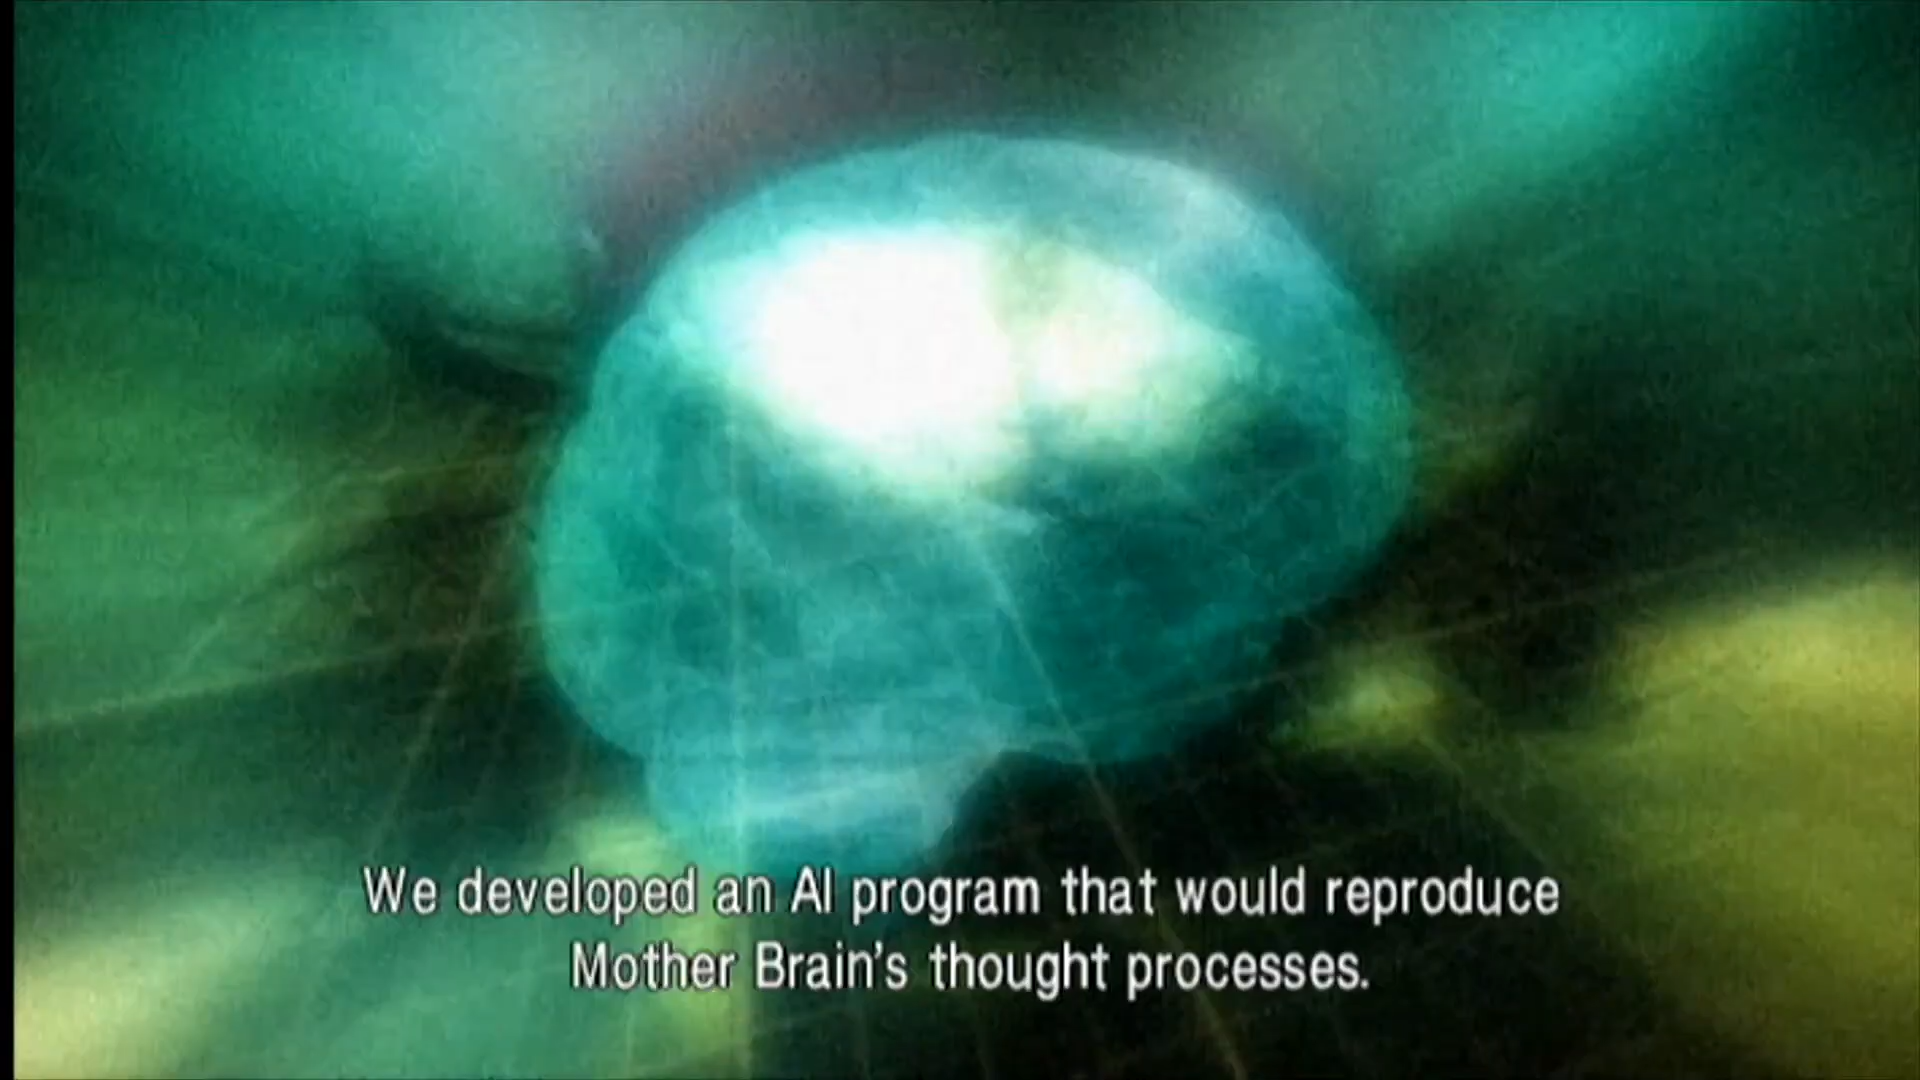 We developed an AI program that would reproduce
Mother Brain's thought processes.